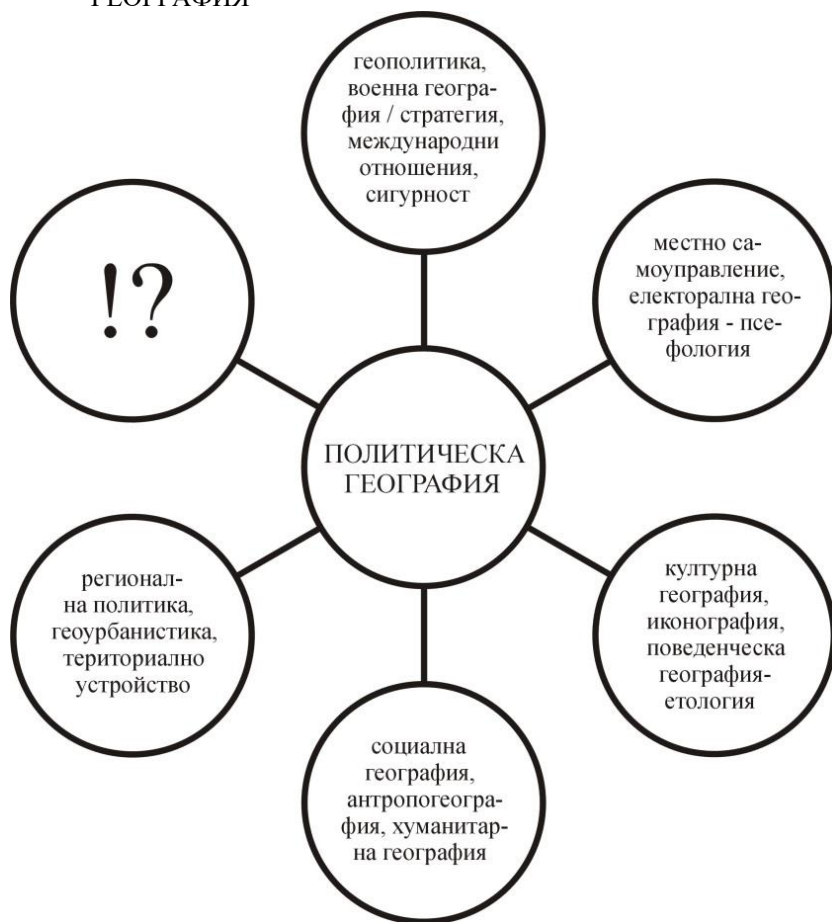 ГЕОГРАФИЯ
геополитика,
военна геогра-
фия / стратегия,
международни
отношения,
сигурност
!?
местно са-
моуправление,
електорална гео-
графия - псе-
фология
ПОЛИТИЧЕСКА
ГЕОГРАФИЯ
регионал-
на политика,
геоурбанистика,
териториално
устройство
културна
география,
иконография,
поведенческа
география-
етология
социална
география,
антропогеогра-
фия, хуманитар-
на география